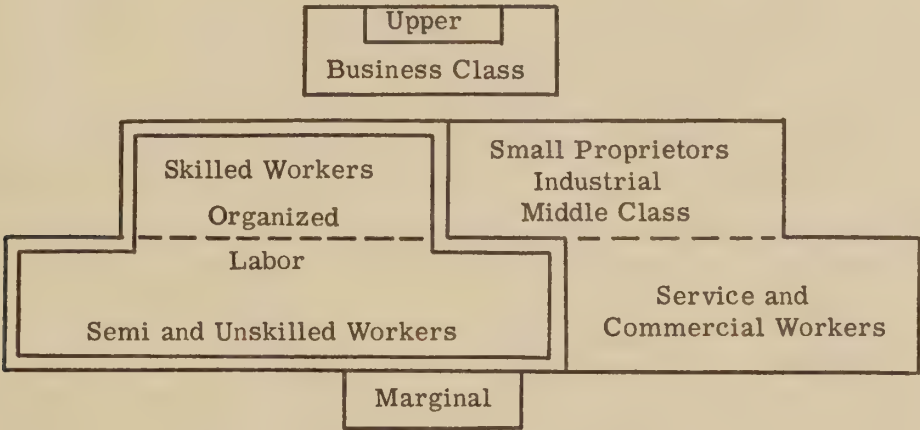 Upper
Business Class
Skilled Workers
Organized
Labor
Semi and Unskilled Workers
Small Proprietors
Industrial
Middle Class
Service and
Commercial Workers
Marginal